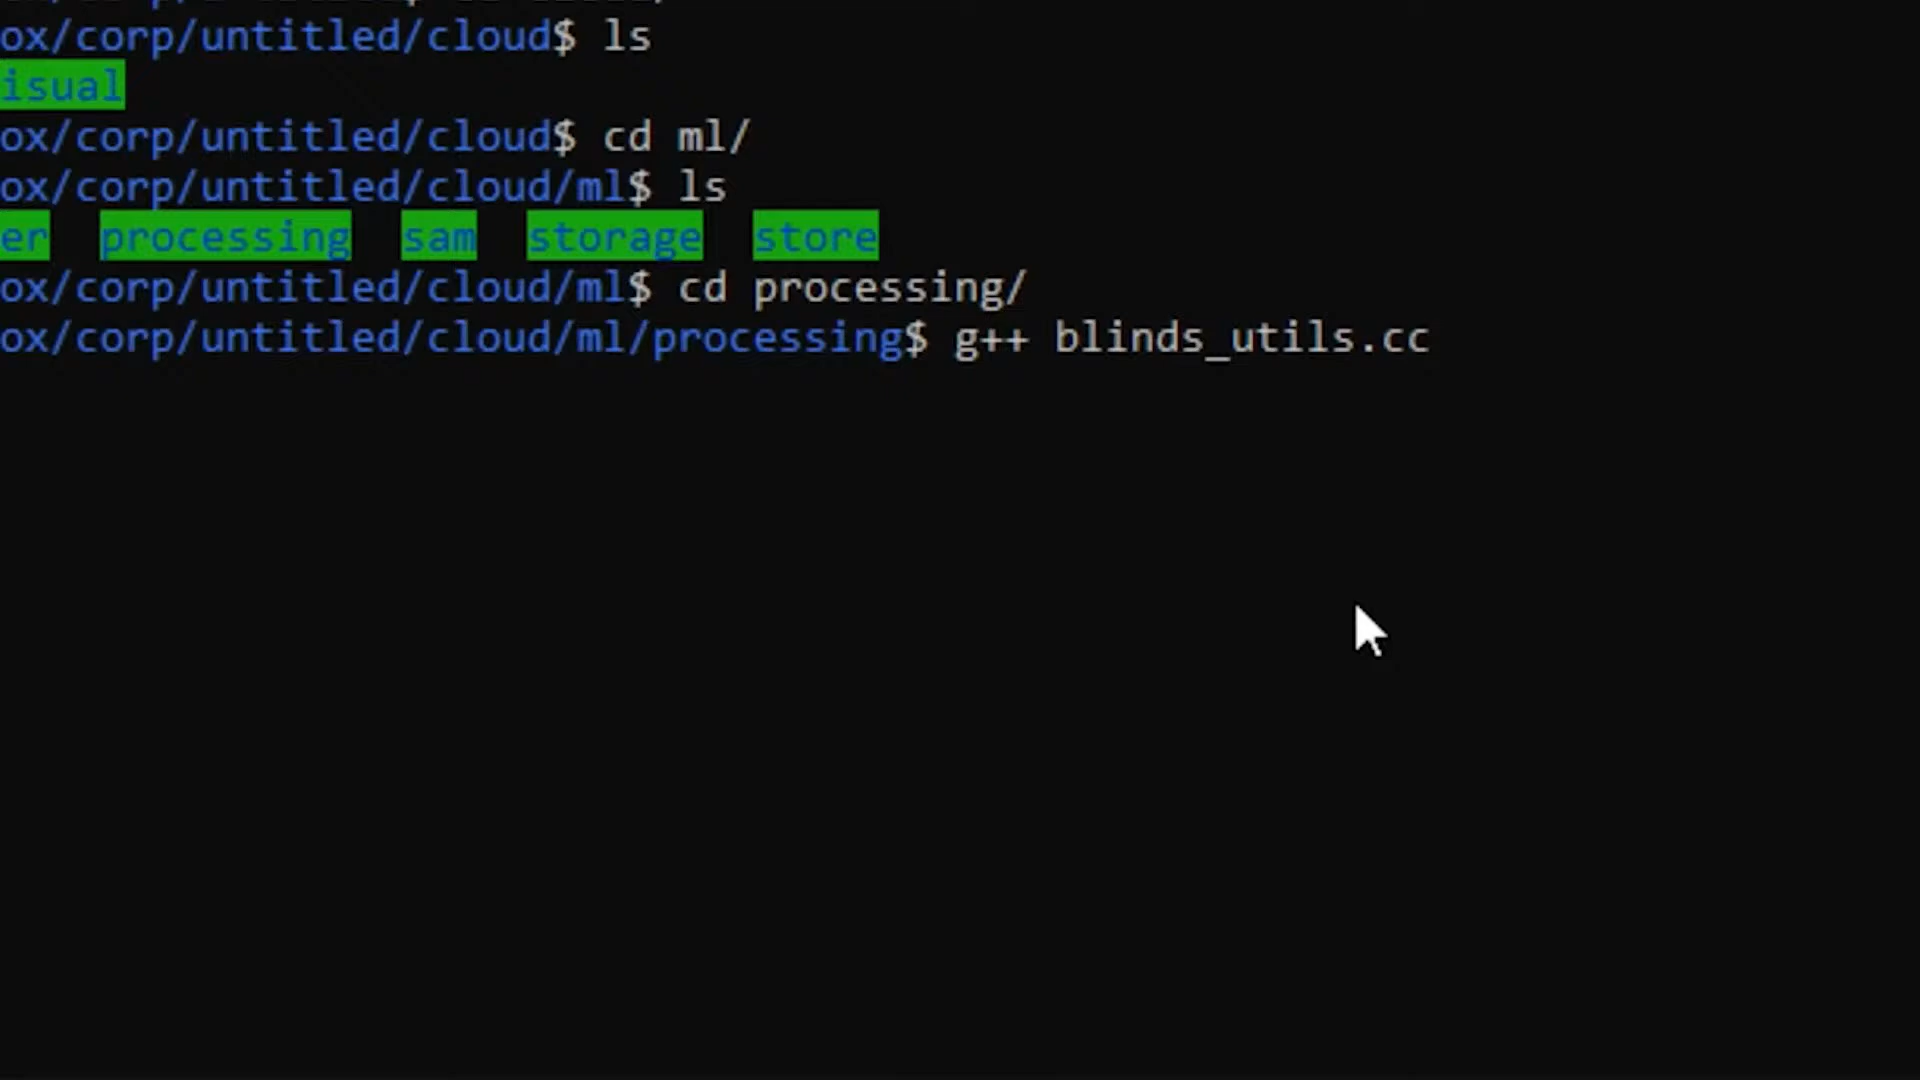 ox/corp/untitled/cloud$ ls
isual
ox/corp/untitled/cloud$ cd ml/
ox/corp/untitled/cloud/ml$ ls
er processing sam storage store
ox/corp/untitled/cloud/ml$ cd processing/
ox/corp/untitled/cloud/ml/processing$ g++ blinds_utils.cc